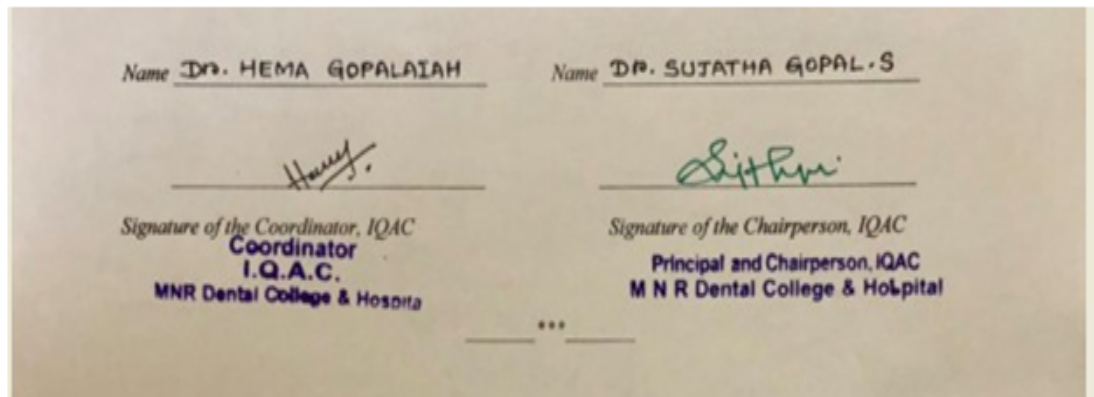 Name Dr. HEMA GOPALAIAH
Name DR. SUJATHA GOPAL.S
Signature of the Coordinator, IQAC
Coordinator
I.Q.A.C.
MNR Dental College & Hospita
Signature of the Chairperson, IQAC
Principal and Chairperson, IQAC
M N R Dental College & Hospital
***